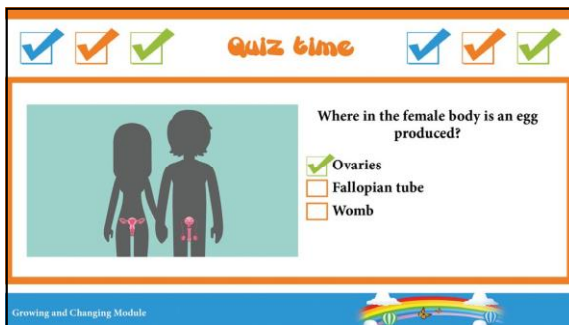 Quiz time
Where in the female body is an egg
produced?
Ovaries
Fallopian tube
Womb
Growing and Changing Module